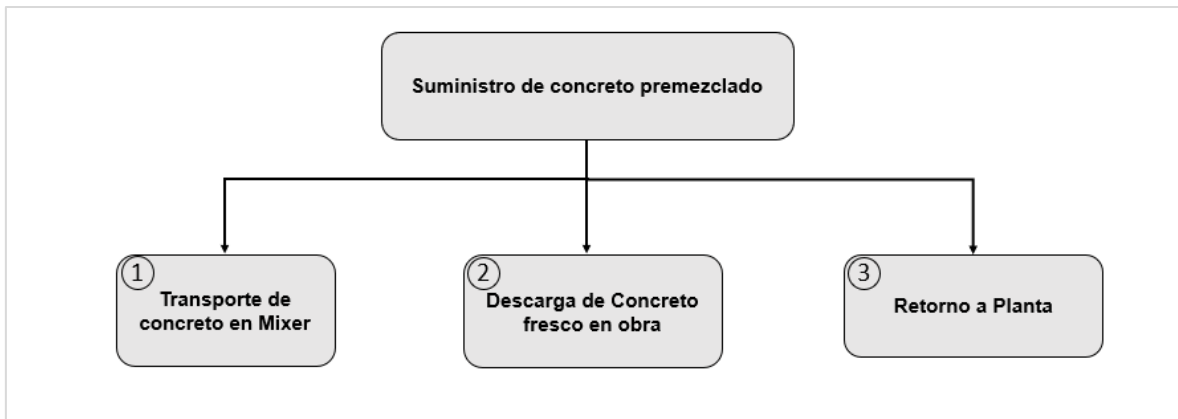 Suministro de concreto premezclado
1
Transporte de
concreto en Mixer
2
Descarga de Concreto
fresco en obra
3
Retorno a Planta